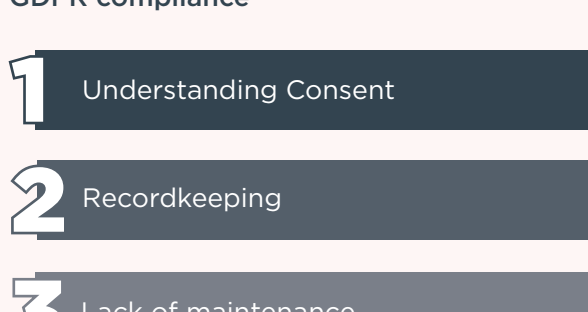 GDPR compliance
1
Understanding Consent
2
Recordkeeping
3
Lack of maintenance